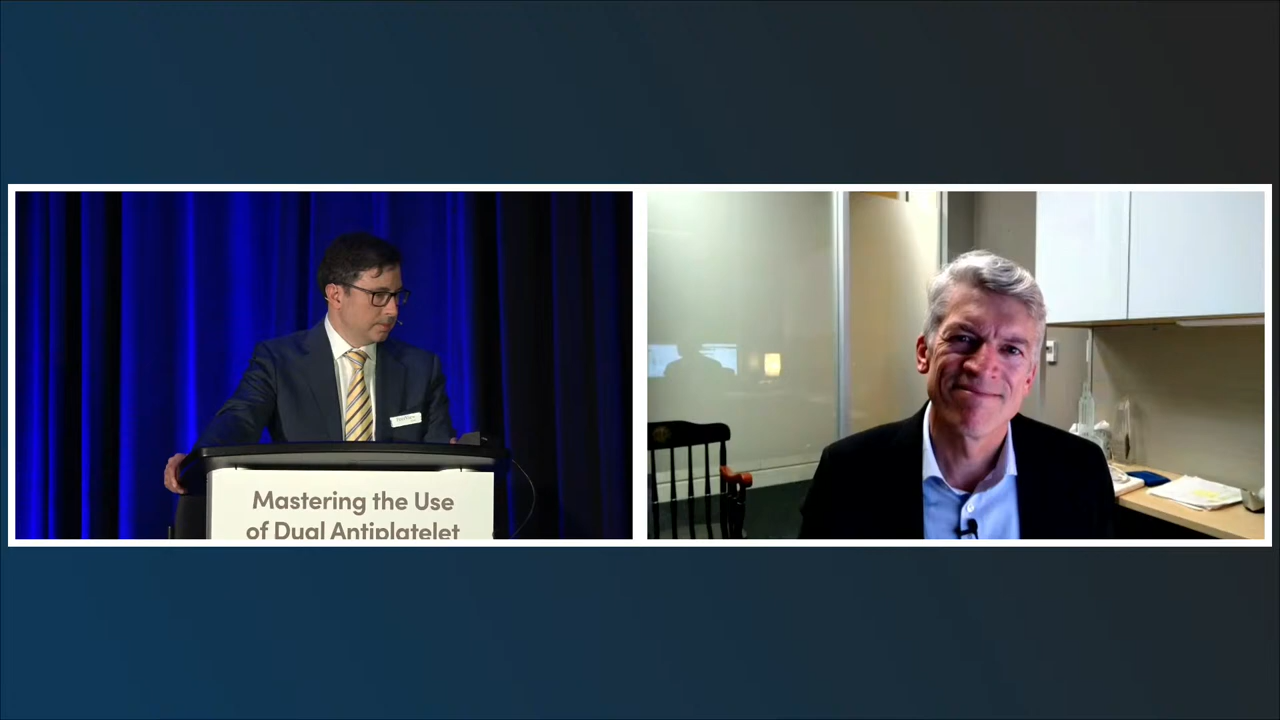 Mastering the Use
of Dual Antiplatelet